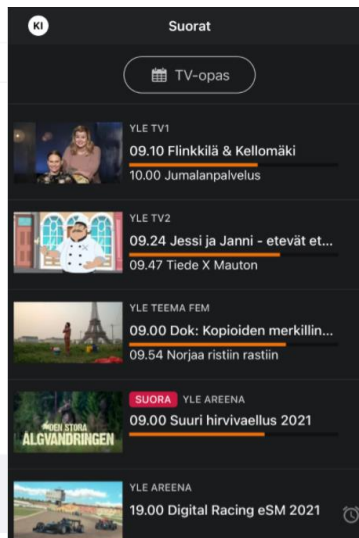 KI
Suorat
TV-opas
YLE TV1
09.10 Flinkkilä & Kellomäki
10.00 Jumalanpalvelus
YLE TV2
09.24 Jessi ja Janni - etevät et...
09.47 Tiede X Mauton
YLE TEEMA FEM
09.00 Dok: Kopioiden merkillin...
09.54 Norjaa ristiin rastiin
DEN STORA
ÄLGVANDRINGEN
SUORA YLE AREENA
09.00 Suuri hirvivaellus 2021
YLE AREENA
19.00 Digital Racing eSM 2021